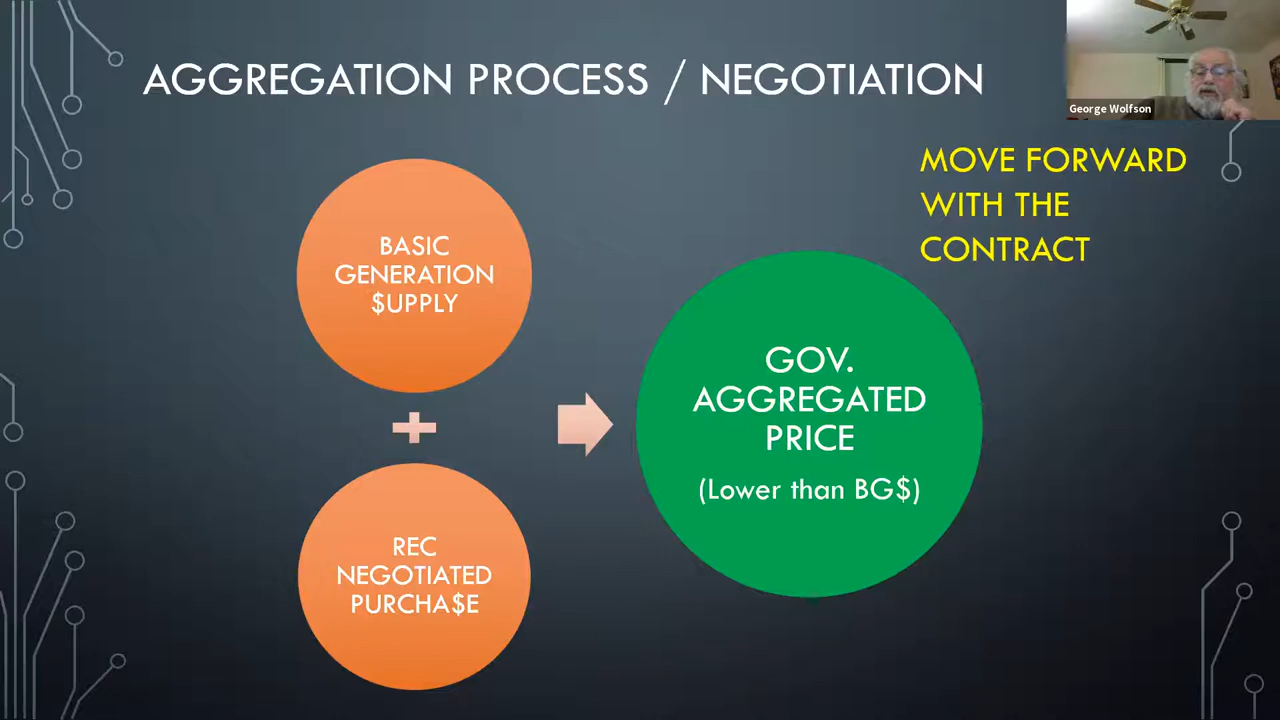 AGGREGATION PROCESS / NEGOTIATION
George Wolfson
MOVE FORWARD
WITH THE
CONTRACT
BASIC
GENERATION
$UPPLY
REC
NEGOTIATED
PURCHA$E
GOV.
AGGREGATED
PRICE
(Lower than BG$)